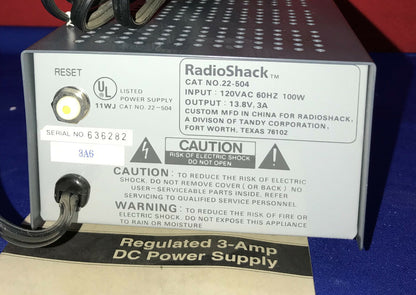 RadioShack™
CAT NO.22-504
INPUT : 120VAC 60HZ 100W
OUTPUT : 13.8V, 3A
CUSTOM MFD IN CHINA FOR RADIOSHACK,
A DIVISON OF TANDY CORPORATION,
FORT WORTH, TEXAS 76102
RESET
UL
LISTED
POWER SUPPLY
11WJ CAT NO. 22-504
SERIAL NO 636282
3A6
CAUTION
RISK OF ELECTRIC SHOCK
DO NOT OPEN
CAUTION: TO REDUCE THE RISK OF ELECTRIC
SHOCK, DO NOT REMOVE COVER ( OR BACK ) NO
USER-SERVICEABLE PARTS INSIDE. REFER
SERVICING TO QUALIFIED SERVICE PERSONNEL
WARNING: TO REDUCE THE RISK OF FIRE OR
ELECTRIC SHOCK, DO NOT EXPOSE THIS APPLIANCE
TO RAIN OR MOISTURE
Regulated 3-Amp
DC Power Supply